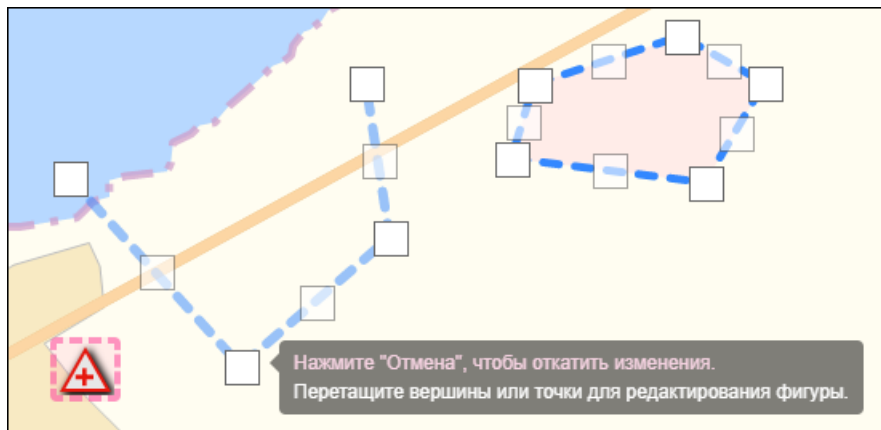 Нажмите "Отмена", чтобы откатить изменения.
Перетащите вершины или точки для редактирования фигуры.